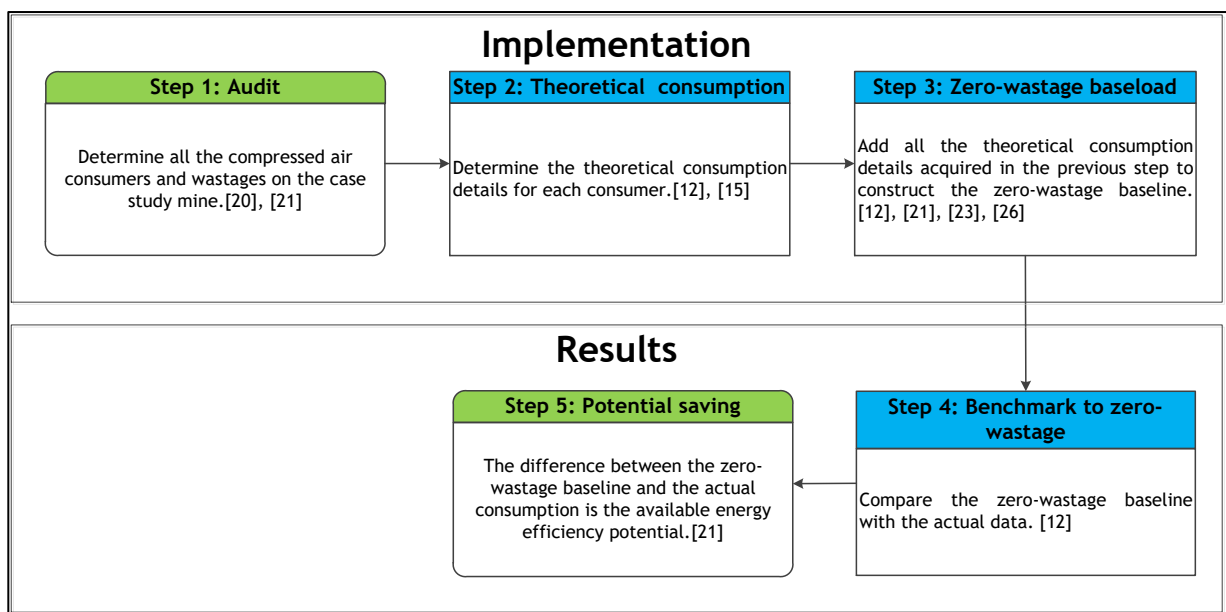 Implementation
Step 1: Audit
Determine all the compressed air
consumers and wastages on the case
study mine.[20], [21]
Step 2: Theoretical consumption
Determine the theoretical consumption
details for each consumer.[12], [15]
Step 3: Zero-wastage baseload
Add all the theoretical consumption
details acquired in the previous step to
construct the zero-wastage baseline.
[12], [21], [23], [26]
Results
Step 4: Benchmark to zero-
wastage
Compare the zero-wastage baseline
with the actual data. [12]
Step 5: Potential saving
The difference between the zero-
wastage baseline and the actual
consumption is the available energy
efficiency potential.[21]